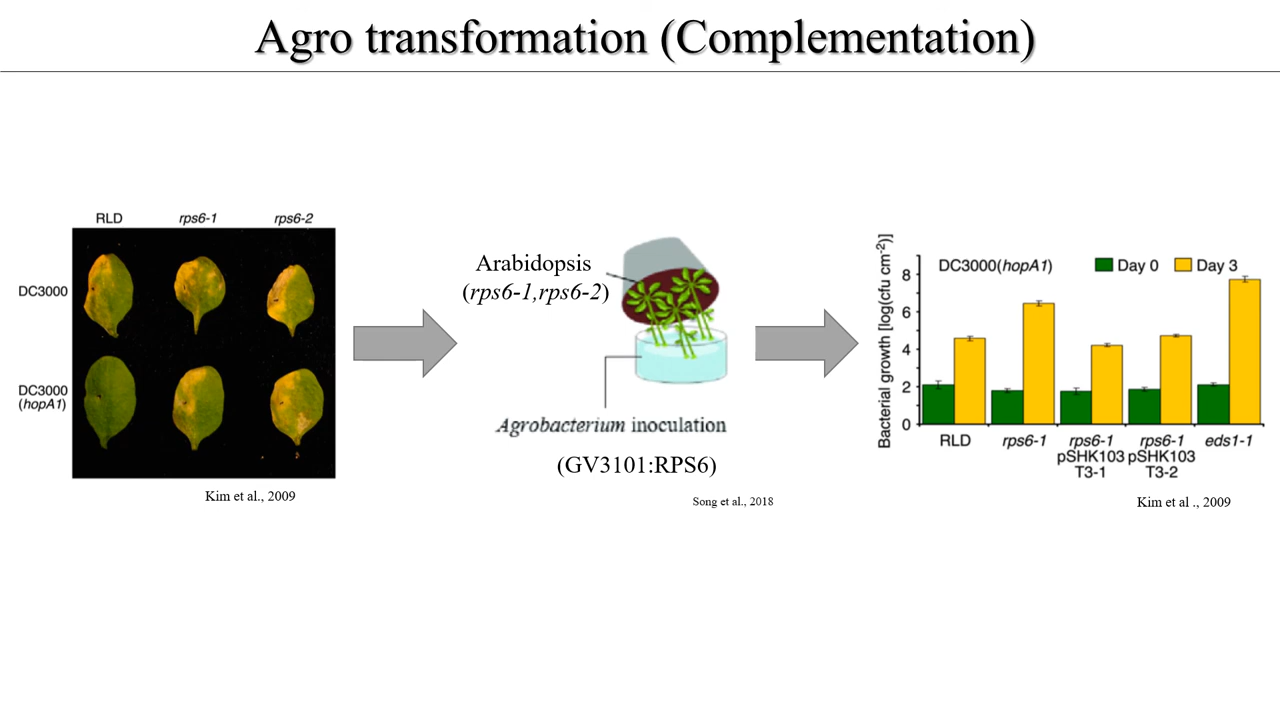 Agro transformation (Complementation)
RLD
rps6-1
rps6-2
DC3000
DC3000
(hopA1)
Kim et al., 2009
Arabidopsis
(rps6-1,rps6-2)
Agrobacterium inoculation
(GV3101:RPS6)
Song et al., 2018
Bacterial growth [log(cfu cm-2)]
DC3000(hopA1)
Day 0
Day 3
8
6
4
2
0
RLD
rps6-1
rps6-1
pSHK103
T3-1
rps6-1
pSHK103
T3-2
eds1-1
Kim et al ., 2009